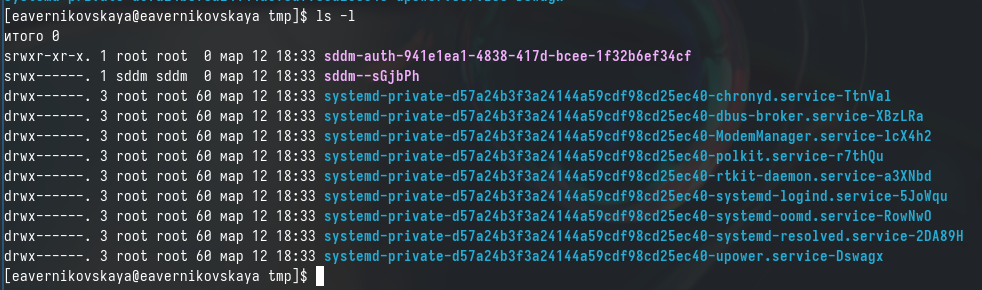 [eavernikovskaya@eavernikovskaya tmp]$ ls -l
итого 0
srwxr-xr-x. 1 root root  0 мар 12 18:33 sddm-auth-941e1ea1-4838-417d-bcee-1f32b6ef34cf
srwx------. 1 sddm sddm  0 мар 12 18:33 sddm--sGjbPh
drwx------. 3 root root 60 мар 12 18:33 systemd-private-d57a24b3f3a24144a59cdf98cd25ec40-chronyd.service-TtnVal
drwx------. 3 root root 60 мар 12 18:33 systemd-private-d57a24b3f3a24144a59cdf98cd25ec40-dbus-broker.service-XBzLRa
drwx------. 3 root root 60 мар 12 18:33 systemd-private-d57a24b3f3a24144a59cdf98cd25ec40-ModemManager.service-lcX4h2
drwx------. 3 root root 60 мар 12 18:33 systemd-private-d57a24b3f3a24144a59cdf98cd25ec40-polkit.service-r7thQu
drwx------. 3 root root 60 мар 12 18:33 systemd-private-d57a24b3f3a24144a59cdf98cd25ec40-rtkit-daemon.service-a3XNbd
drwx------. 3 root root 60 мар 12 18:33 systemd-private-d57a24b3f3a24144a59cdf98cd25ec40-systemd-logind.service-5JoWqu
drwx------. 3 root root 60 мар 12 18:33 systemd-private-d57a24b3f3a24144a59cdf98cd25ec40-systemd-oomd.service-RowNwO
drwx------. 3 root root 60 мар 12 18:33 systemd-private-d57a24b3f3a24144a59cdf98cd25ec40-systemd-resolved.service-2DA89H
drwx------. 3 root root 60 мар 12 18:33 systemd-private-d57a24b3f3a24144a59cdf98cd25ec40-upower.service-Dswagx
[eavernikovskaya@eavernikovskaya tmp]$